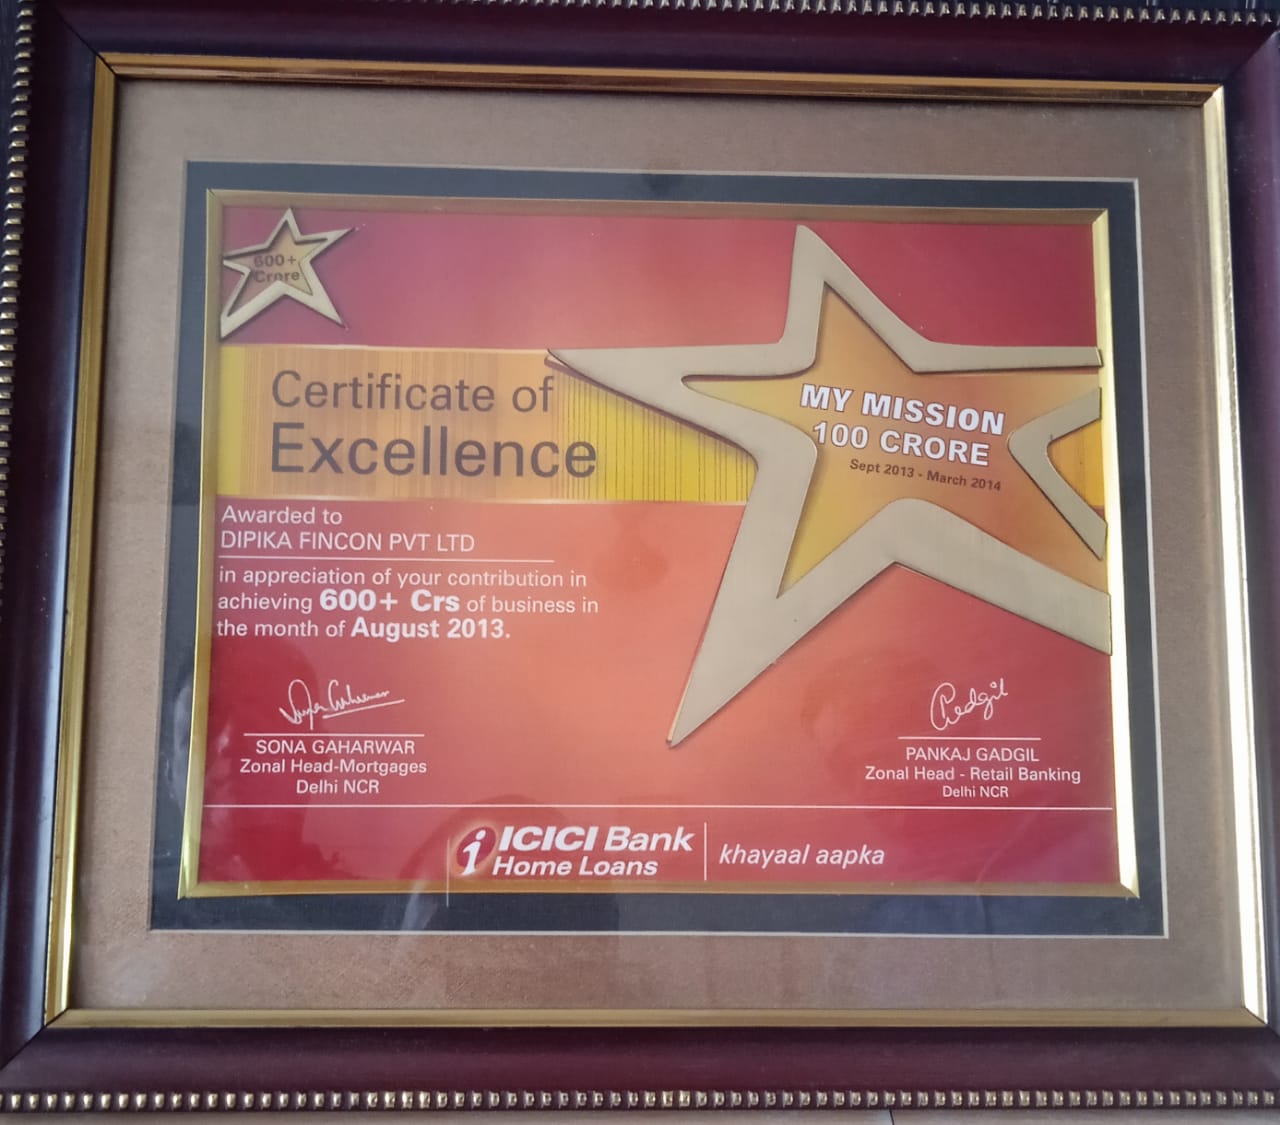 600+
Crore
Certificate of
Excellence
MY MISSION
100 CRORE
Sept 2013 - March 2014
Awarded to
DIPIKA FINCON PVT LTD
in appreciation of your contribution in
achieving 600+ Crs of business in
the month of August 2013.
SONA GAHARWAR
Zonal Head-Mortgages
Delhi NCR
Gadgil
PANKAJ GADGIL
Zonal Head - Retail Banking
Delhi NCR
i ICICI Bank
Home Loans
khayaal aapka